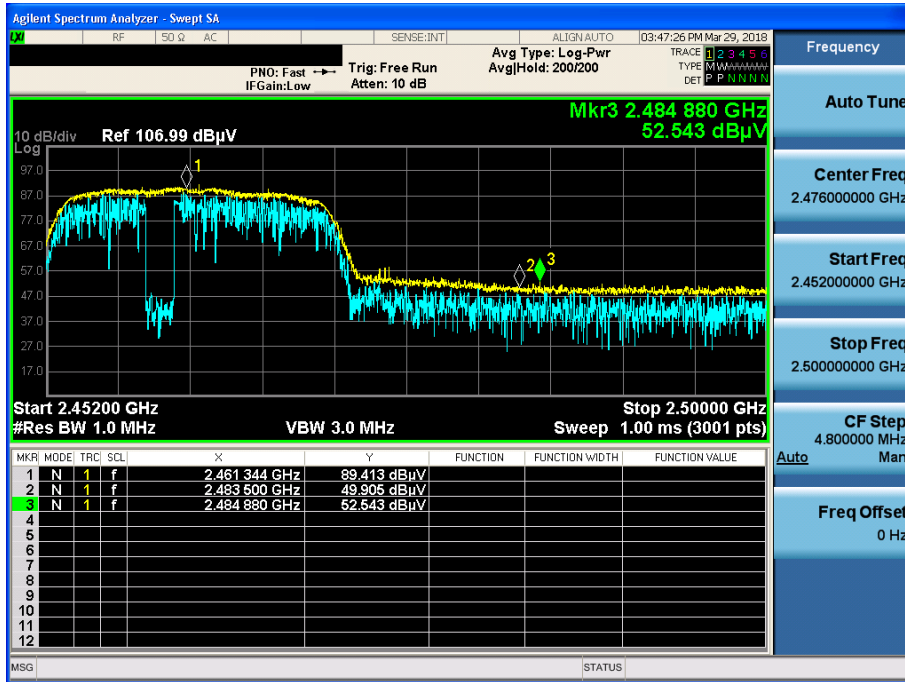 Agilent Spectrum Analyzer - Swept SA
LXI RF 50 Ω AC SENSE:INT ALIGN AUTO 03:47:26 PM Mar 29, 2018
PNO: Fast
IFGain:Low
Trig: Free Run
Atten: 10 dB
Avg Type: Log-Pwr
Avg|Hold: 200/200
TRACE 1 2 3 4 5 6
TYPE MWWWWW
DET P P N N N N
Mkr3 2.484 880 GHz
52.543 dBµV
10 dB/div Ref 106.99 dBµV
Log
97.0
87.0
77.0
67.0
57.0
47.0
37.0
27.0
17.0
1
2
3
Start 2.45200 GHz Stop 2.50000 GHz
#Res BW 1.0 MHz VBW 3.0 MHz Sweep 1.00 ms (3001 pts)
MKR MODE TRC SCL X Y FUNCTION FUNCTION WIDTH FUNCTION VALUE
1 N 1 f 2.461 344 GHz 89.413 dBµV
2 N 1 f 2.483 500 GHz 49.905 dBµV
3 N 1 f 2.484 880 GHz 52.543 dBµV
4
5
6
7
8
9
10
11
12
MSG STATUS
Frequency
Auto Tune
Center Freq
2.476000000 GHz
Start Freq
2.452000000 GHz
Stop Freq
2.500000000 GHz
CF Step
4.800000 MHz
Auto Man
Freq Offset
0 Hz